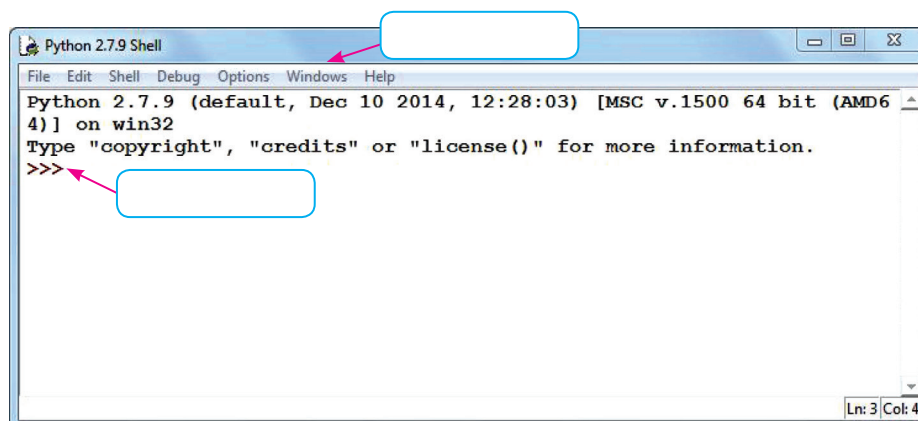 Python 2.7.9 Shell
File Edit Shell Debug Options Windows Help
Python 2.7.9 (default, Dec 10 2014, 12:28:03) [MSC v.1500 64 bit (AMD6
4)] on win32
Type "copyright", "credits" or "license()" for more information.
>>>
Ln: 3 Col: 4